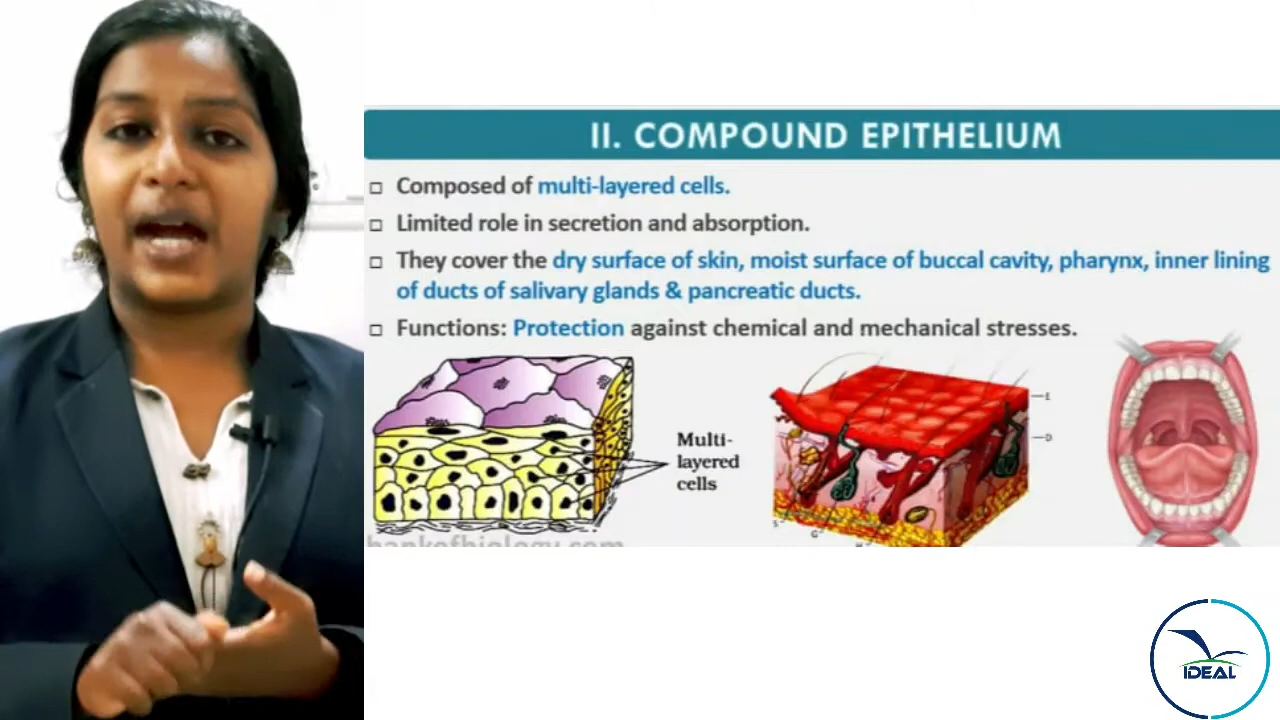 II. COMPOUND EPITHELIUM
Composed of multi-layered cells.
Limited role in secretion and absorption.
They cover the dry surface of skin, moist surface of buccal cavity, pharynx, inner lining
of ducts of salivary glands & pancreatic ducts.
Functions: Protection against chemical and mechanical stresses.
Multi-
layered
cells
E
D
S
G
bankofbiology.com
IDEAL